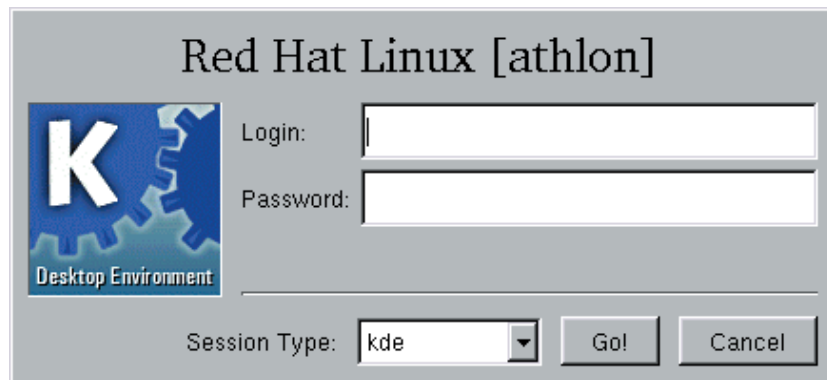 Red Hat Linux [athlon]
K
Desktop Environment
Login:
Password:
Session Type: kde Go! Cancel